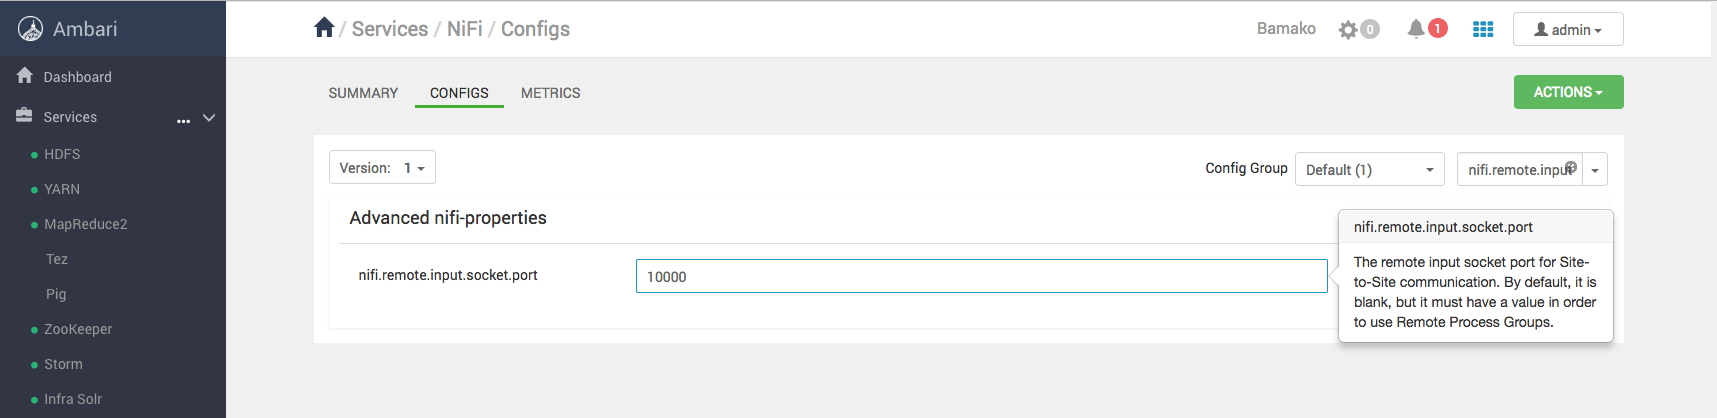 Ambari
/ Services / NiFi / Configs
Bamako
0
1
admin
Dashboard
Services
HDFS
YARN
MapReduce2
Tez
Pig
ZooKeeper
Storm
Infra Solr
SUMMARY
CONFIGS
METRICS
ACTIONS
Version: 1
Config Group
Default (1)
nifi.remote.input
Advanced nifi-properties
nifi.remote.input.socket.port
10000
nifi.remote.input.socket.port
The remote input socket port for Site-
to-Site communication. By default, it is
blank, but it must have a value in order
to use Remote Process Groups.